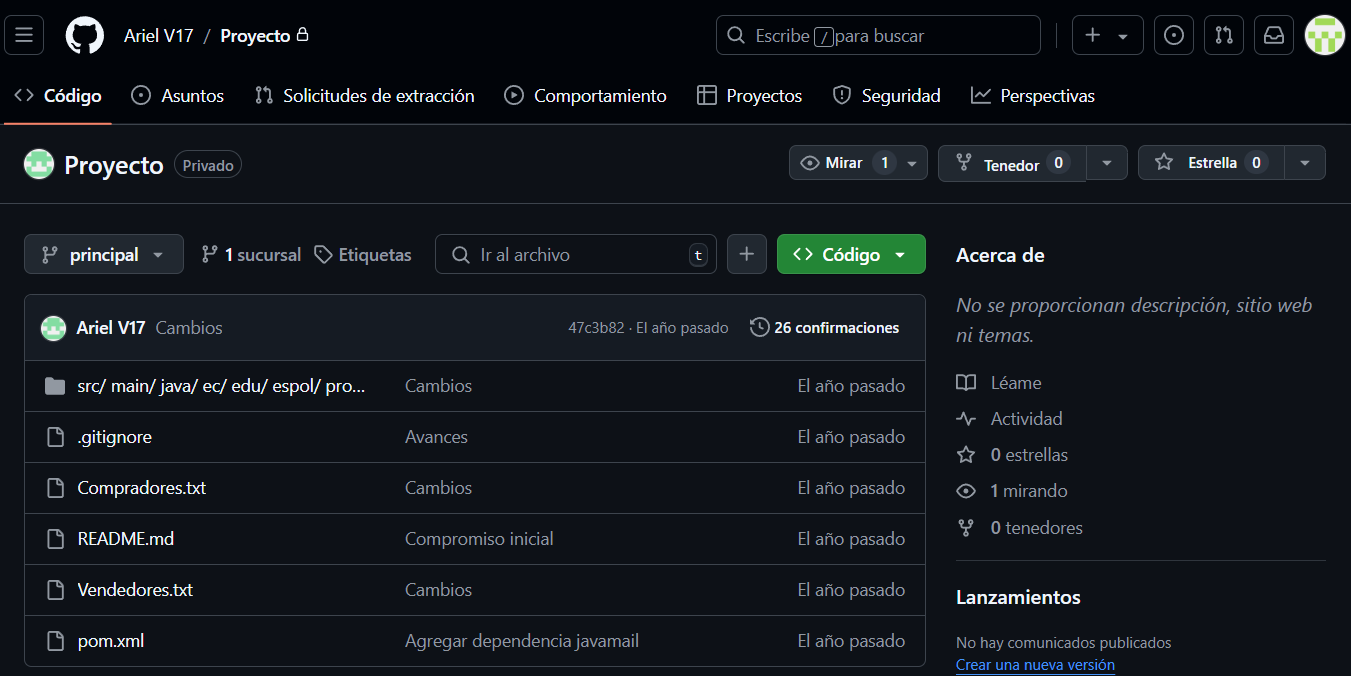 Ariel V17 / Proyecto
Escribe / para buscar
Código
Asuntos
Solicitudes de extracción
Comportamiento
Proyectos
Seguridad
Perspectivas
Proyecto Privado
Mirar 1
Tenedor 0
Estrella 0
principal
1 sucursal
Etiquetas
Ir al archivo t
Código
Ariel V17 Cambios 47c3b82 · El año pasado 26 confirmaciones
src/ main/ java/ ec/ edu/ espol/ pro... Cambios El año pasado
.gitignore Avances El año pasado
Compradores.txt Cambios El año pasado
README.md Compromiso inicial El año pasado
Vendedores.txt Cambios El año pasado
pom.xml Agregar dependencia javamail El año pasado
Acerca de
No se proporcionan descripción, sitio web
ni temas.
Léame
Actividad
0 estrellas
1 mirando
0 tenedores
Lanzamientos
No hay comunicados publicados
Crear una nueva versión